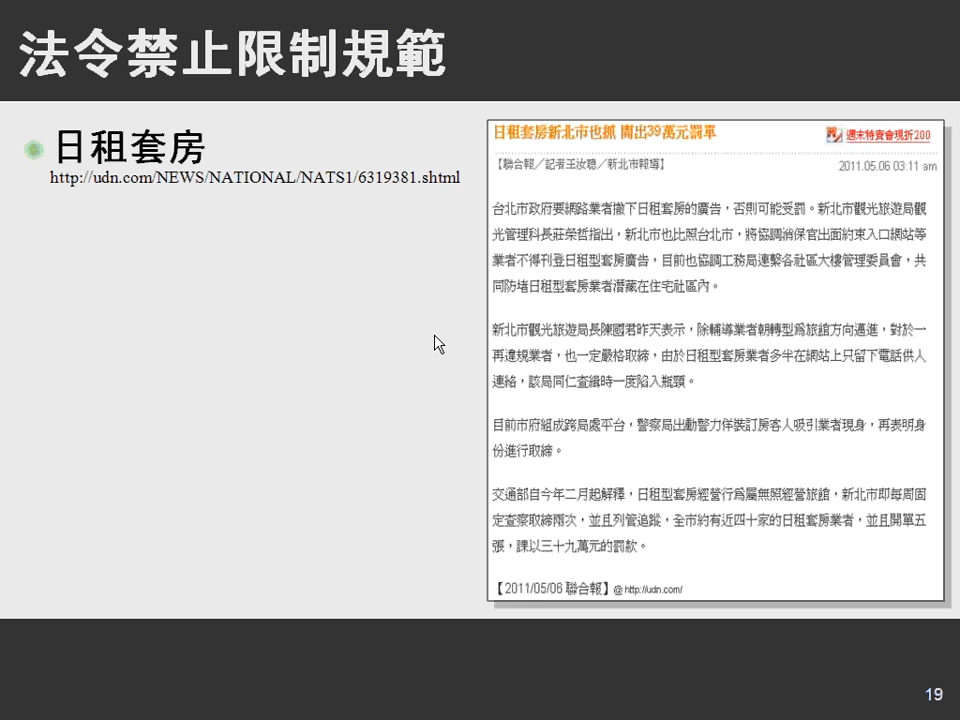 法令禁止限制規範
日租套房
http://udn.com/NEWS/NATIONAL/NATS1/6319381.shtml
日租套房新北市也抓 開出39萬元罰單
週末特賣會現折200
【聯合報╱記者王汝聰╱新北市報導】
2011.05.06 03:11 am
台北市政府要網路業者撤下日租套房的廣告，否則可能受罰。新北市觀光旅遊局觀
光管理科長莊榮哲指出，新北市也比照台北市，將協調消保官出面約束入口網站等
業者不得刊登日租型套房廣告，目前也協調工務局連繫各社區大樓管理委員會，共
同防堵日租型套房業者潛藏在住宅社區內。
新北市觀光旅遊局長陳國君昨天表示，除輔導業者朝轉型為旅館方向邁進，對於一
再違規業者，也一定嚴格取締，由於日租型套房業者多半在網站上只留下電話供人
連絡，該局同仁查緝時一度陷入瓶頸。
目前市府組成跨局處平台，警察局出動警力佯裝訂房客人吸引業者現身，再表明身
份進行取締。
交通部自今年二月起解釋，日租型套房經營行為屬無照經營旅館，新北市即每周固
定查察取締兩次，並且列管追蹤，全市約有近四十家的日租套房業者，並且開單五
張，課以三十九萬元的罰款。
【2011/05/06 聯合報】@ http://udn.com/
19